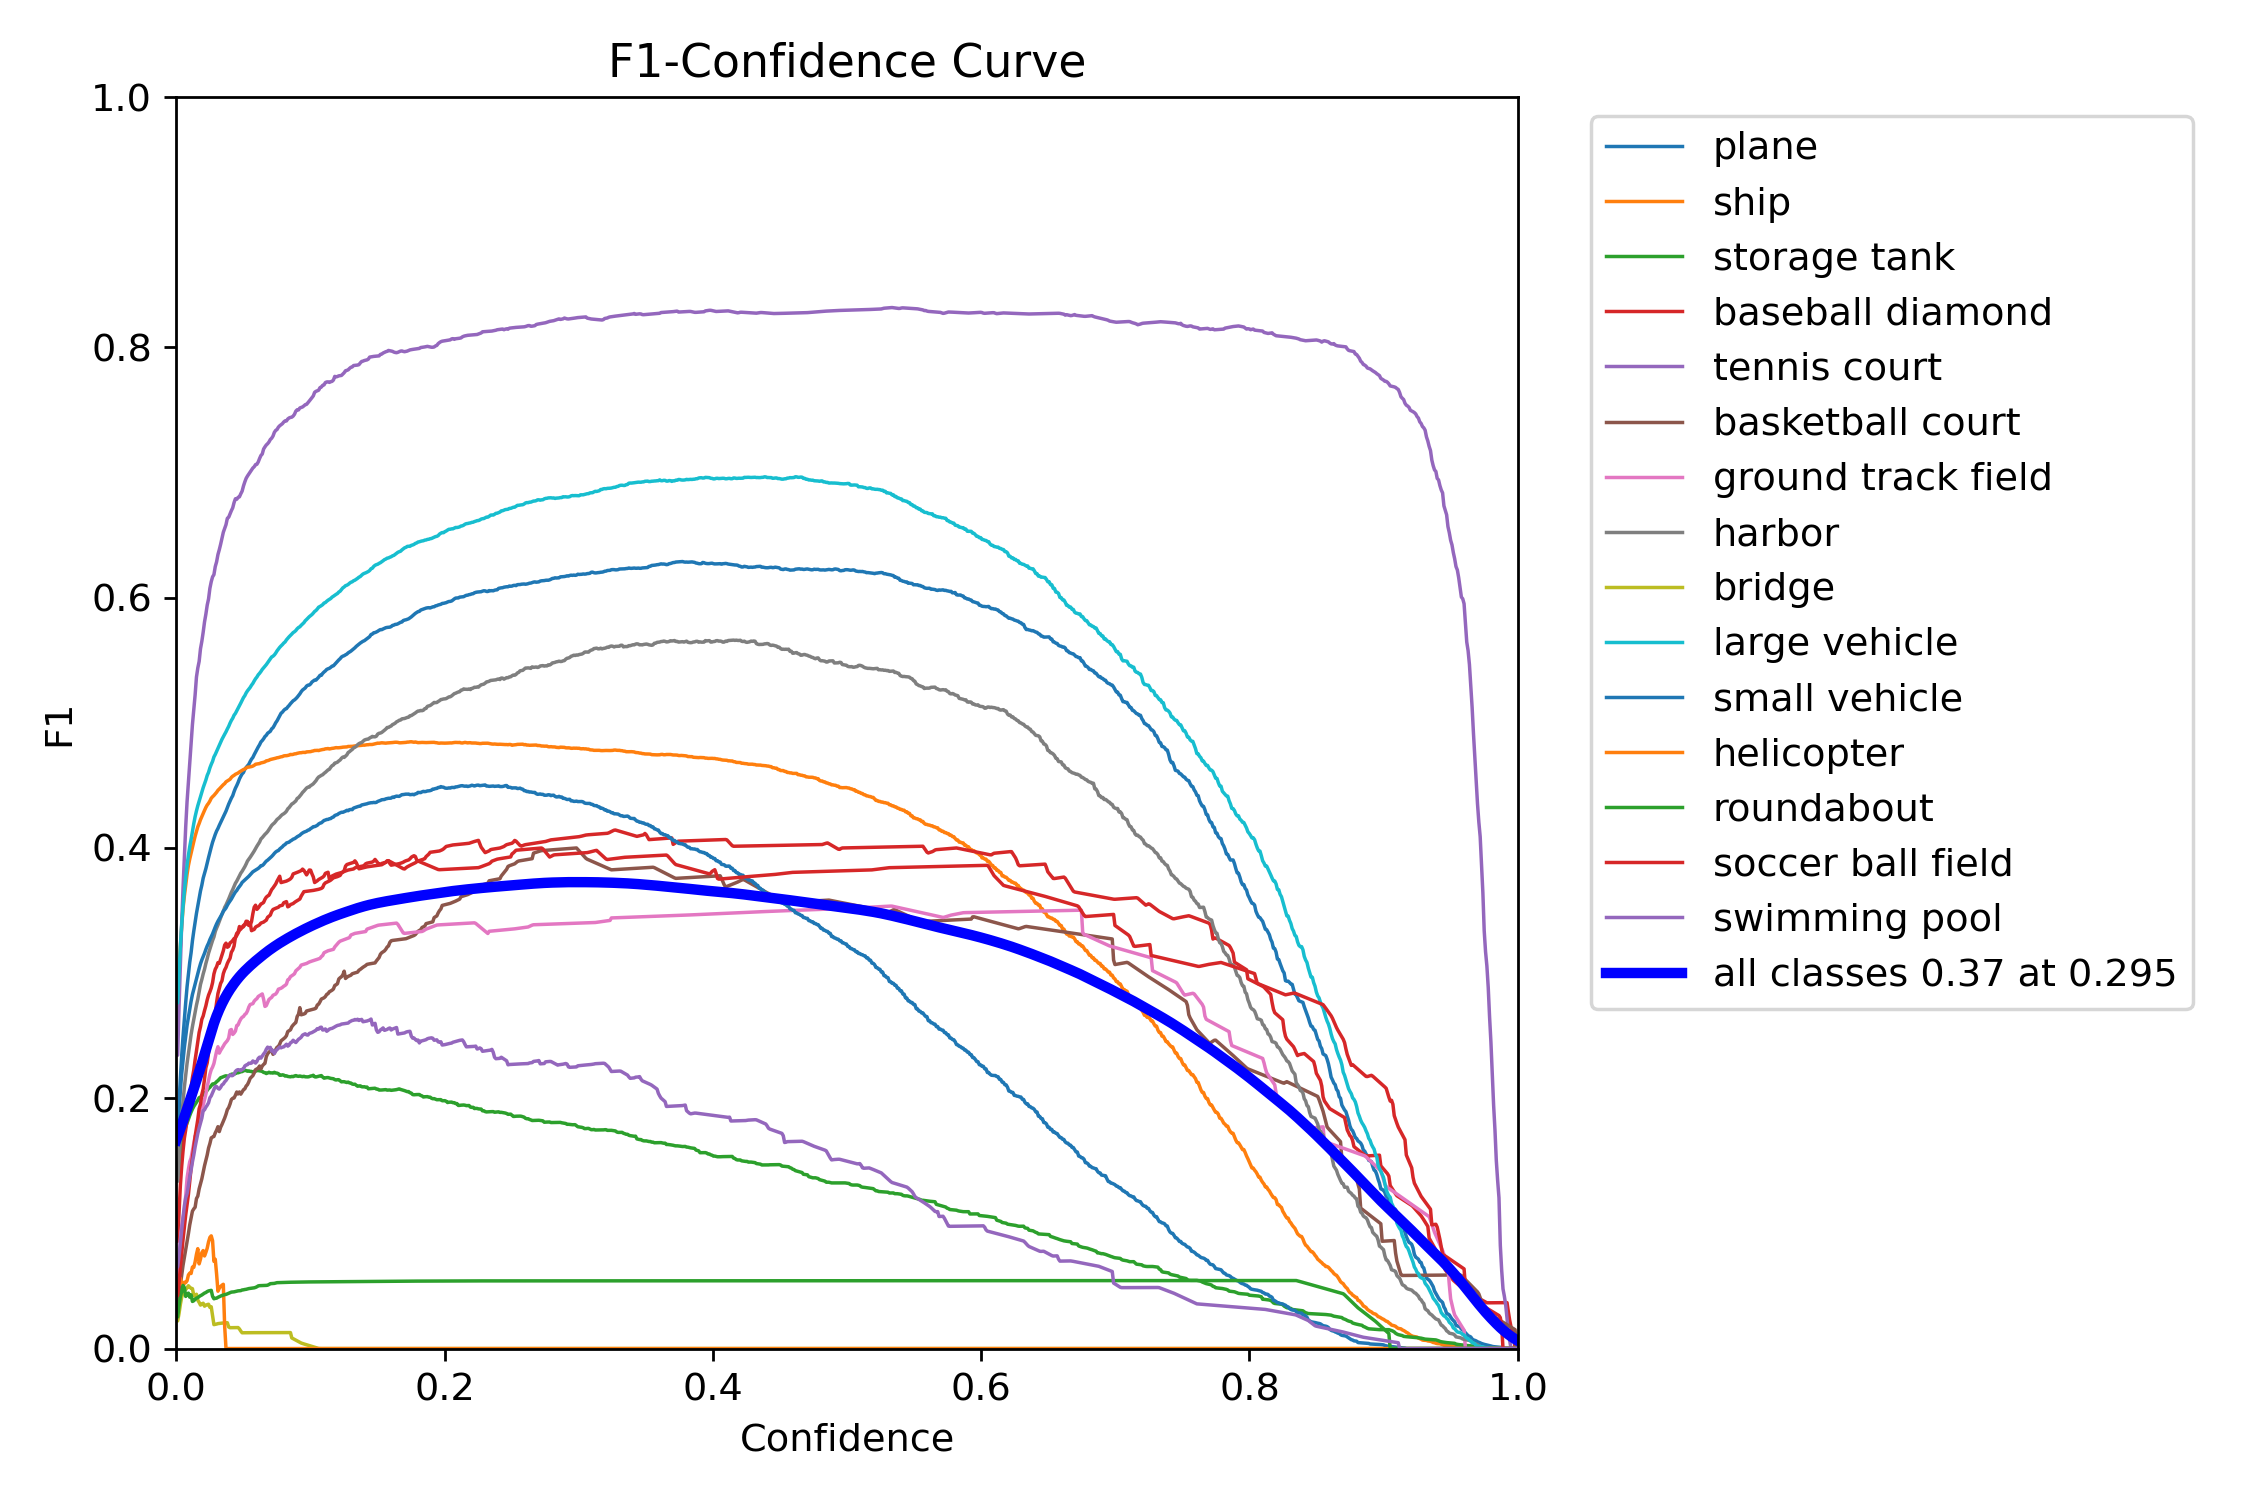 F1-Confidence Curve
1.0
0.8
0.6
0.4
0.2
0.0
F1
0.0 0.2 0.4 0.6 0.8 1.0
Confidence
plane
ship
storage tank
baseball diamond
tennis court
basketball court
ground track field
harbor
bridge
large vehicle
small vehicle
helicopter
roundabout
soccer ball field
swimming pool
all classes 0.37 at 0.295